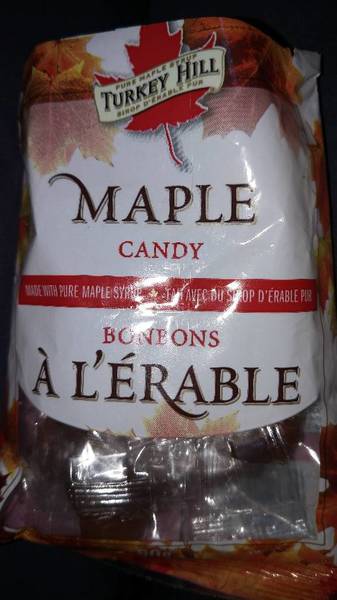 PURE MAPLE SYRUP
TURKEY HILL
SIROP D'ÉRABLE PUR
MAPLE
CANDY
MADE WITH PURE MAPLE SYRUP FAIT AVEC DU SIROP D'ÉRABLE PUR
BONBONS
À L'ÉRABLE